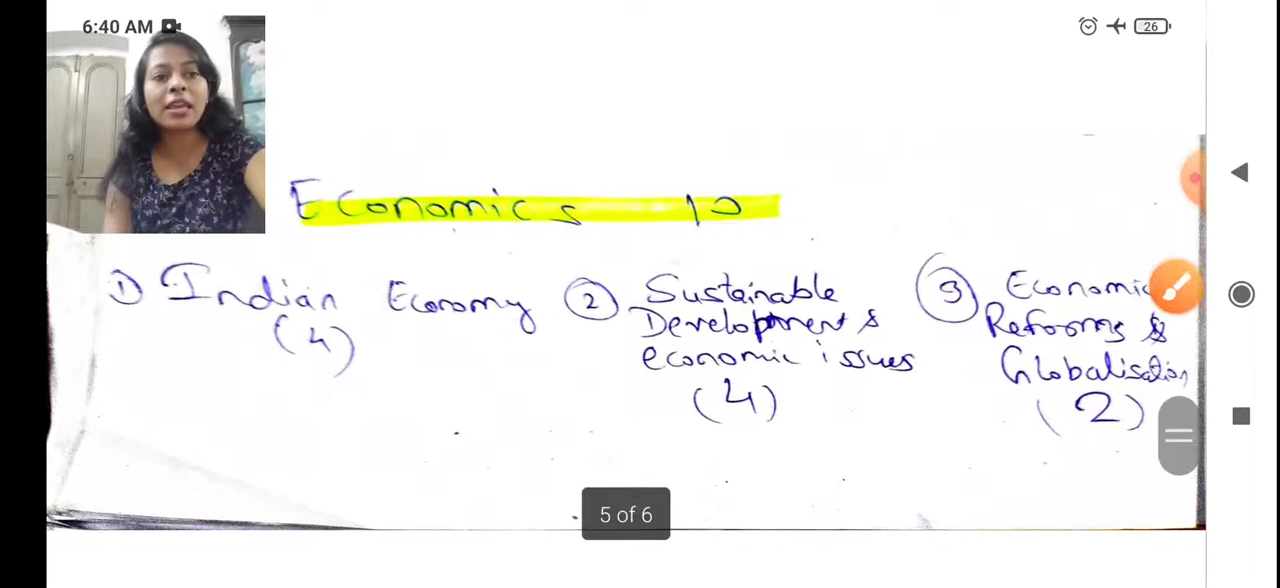 6:40 AM
26
Economics 10
1) Indian Economy
(4)
2 Sustainable
Development &
economic issues
(4)
3 Economic
Reforms &
Globalisation
(2)
5 of 6